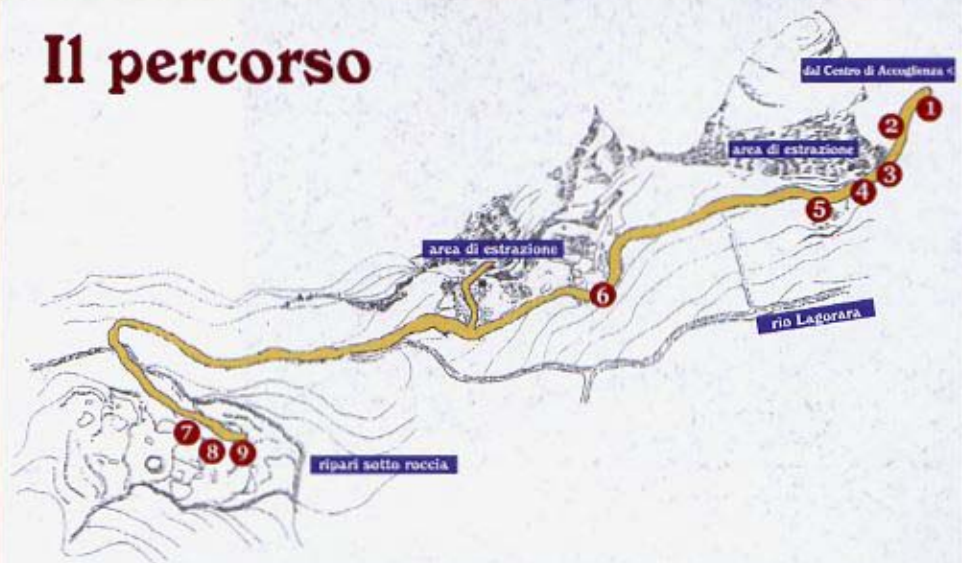 Il percorso
dal Centro di Accoglienza <
1
2
area di estrazione
3
4
5
area di estrazione
6
rio Lagorara
7
8
9
ripari sotto roccia